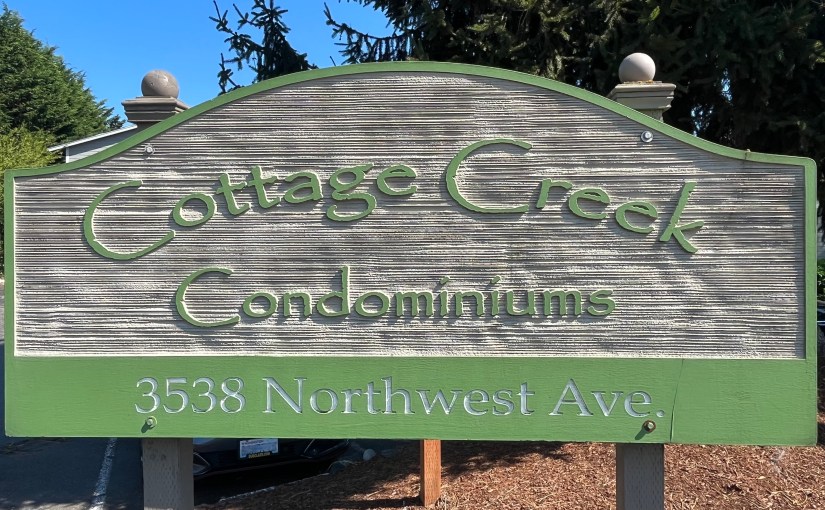 Cottage Creek
Condominiums
3538 Northwest Ave.